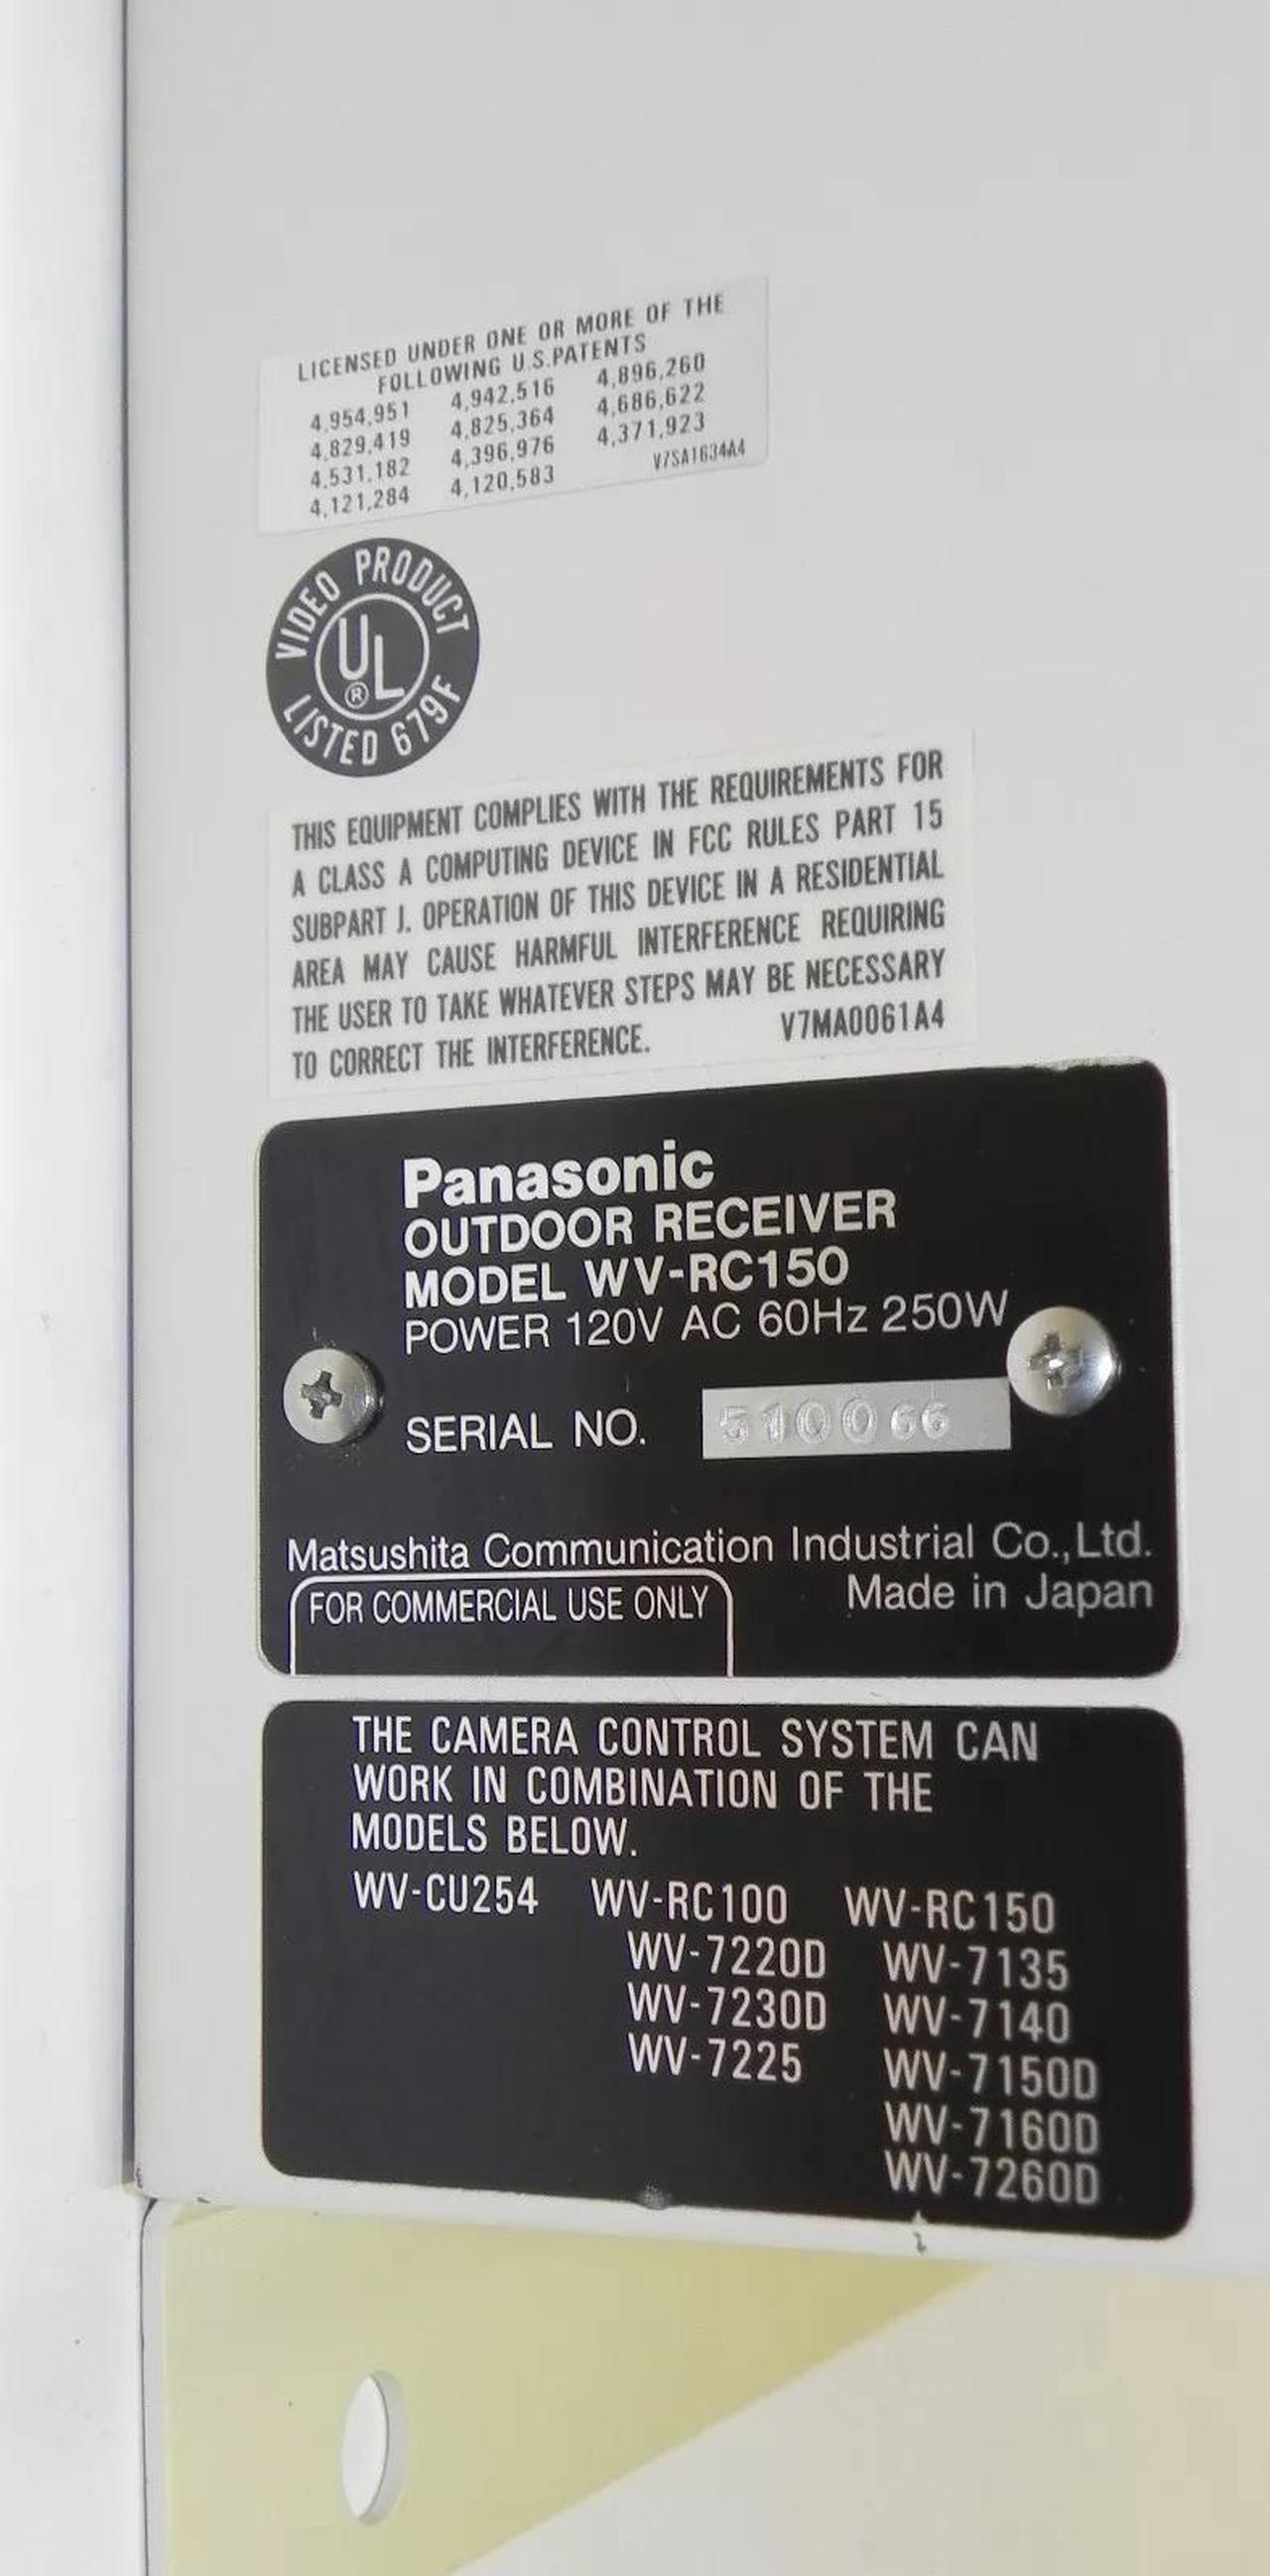 LICENSED UNDER ONE OR MORE OF THE
FOLLOWING U.S.PATENTS
4,954,951 4,942,516 4,896,260
4,829,419 4,825,364 4,686,622
4,531,182 4,396,976 4,371,923
4,121,284 4,120,583 V7SA1634A4
VIDEO PRODUCT
UL®
LISTED 679F
THIS EQUIPMENT COMPLIES WITH THE REQUIREMENTS FOR
A CLASS A COMPUTING DEVICE IN FCC RULES PART 15
SUBPART J. OPERATION OF THIS DEVICE IN A RESIDENTIAL
AREA MAY CAUSE HARMFUL INTERFERENCE REQUIRING
THE USER TO TAKE WHATEVER STEPS MAY BE NECESSARY
TO CORRECT THE INTERFERENCE. V7MA0061A4
Panasonic
OUTDOOR RECEIVER
MODEL WV-RC150
POWER 120V AC 60Hz 250W
SERIAL NO. 510066
Matsushita Communication Industrial Co.,Ltd.
FOR COMMERCIAL USE ONLY Made in Japan
THE CAMERA CONTROL SYSTEM CAN
WORK IN COMBINATION OF THE
MODELS BELOW.
WV-CU254 WV-RC100 WV-RC150
WV-7220D WV-7135
WV-7230D WV-7140
WV-7225 WV-7150D
WV-7160D
WV-7260D